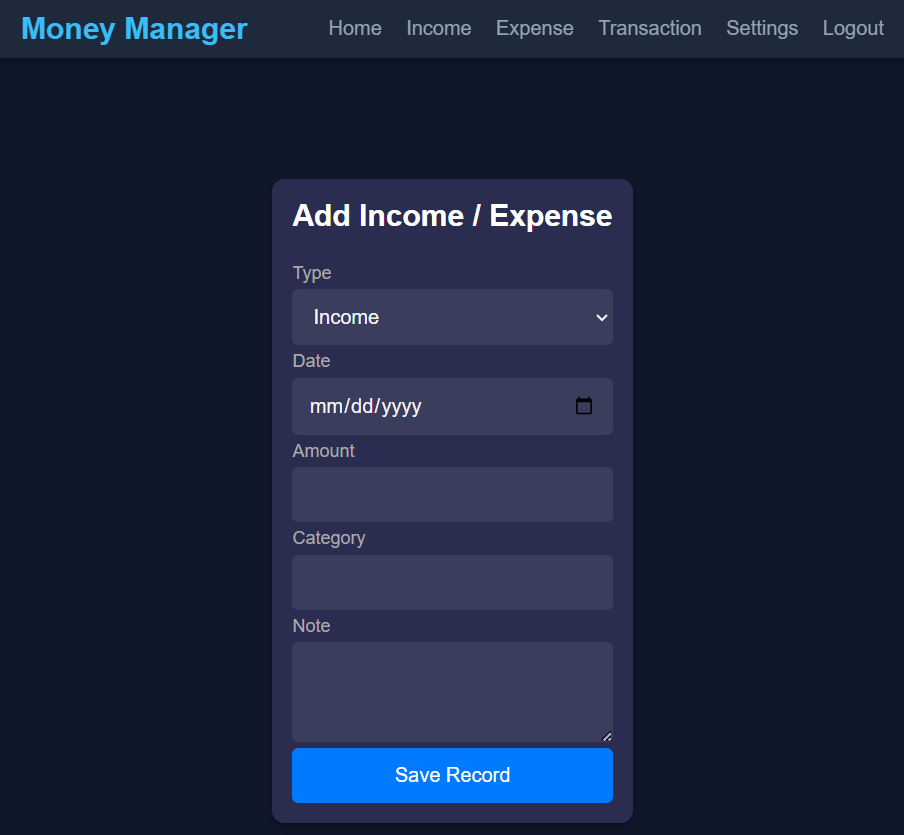 Money Manager Home Income Expense Transaction Settings Logout
Add Income / Expense
Type
Income
Date
mm/dd/yyyy
Amount
Category
Note
Save Record